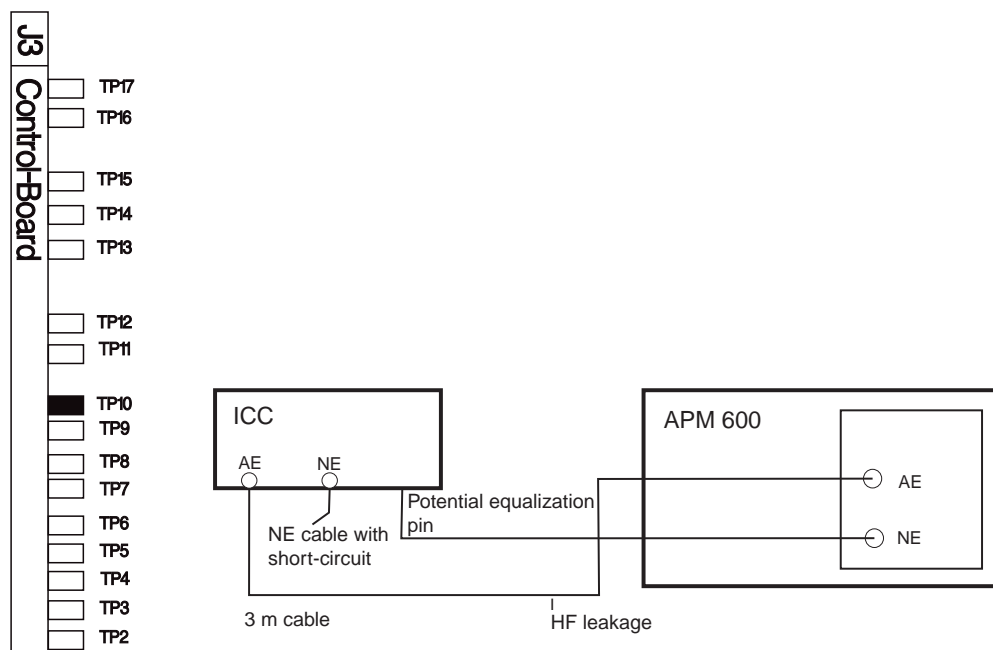 J3
Control-Board
TP17
TP16
TP15
TP14
TP13
TP12
TP11
TP10
TP9
TP8
TP7
TP6
TP5
TP4
TP3
TP2
ICC
AE
NE
NE cable with
short-circuit
Potential equalization
pin
3 m cable
HF leakage
APM 600
AE
NE